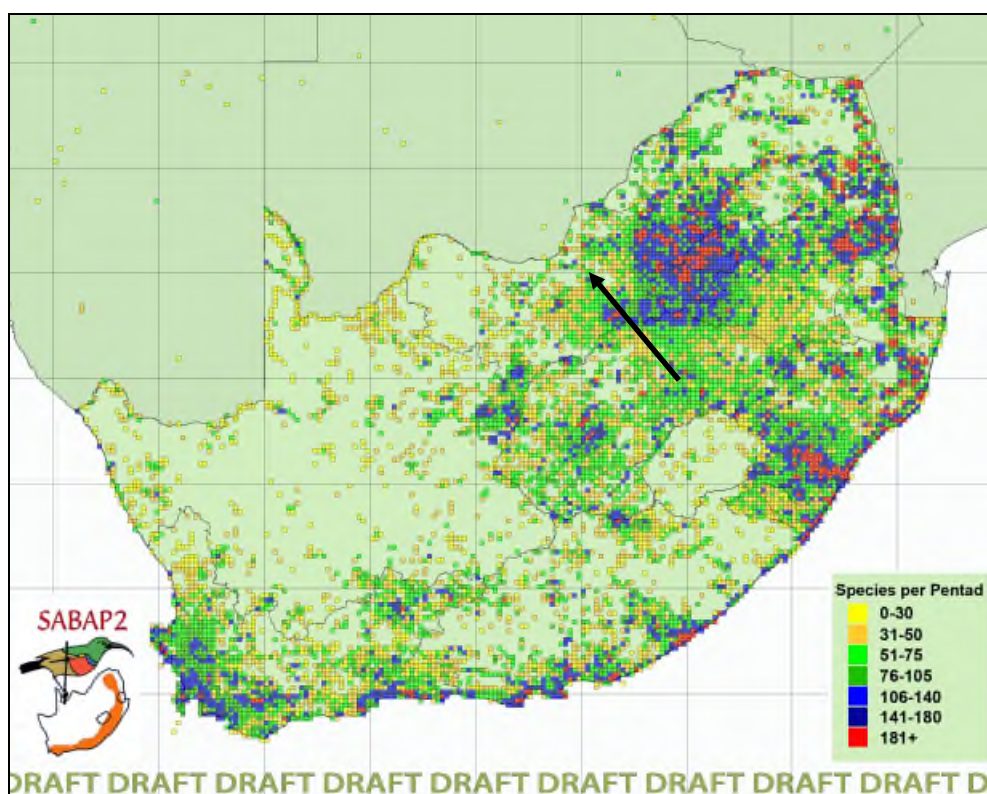 SABAP2
Species per Pentad
0-30
31-50
51-75
76-105
106-140
141-180
181+
DRAFT DRAFT DRAFT DRAFT DRAFT DRAFT DRAFT DRAFT DRAFT DRAFT D